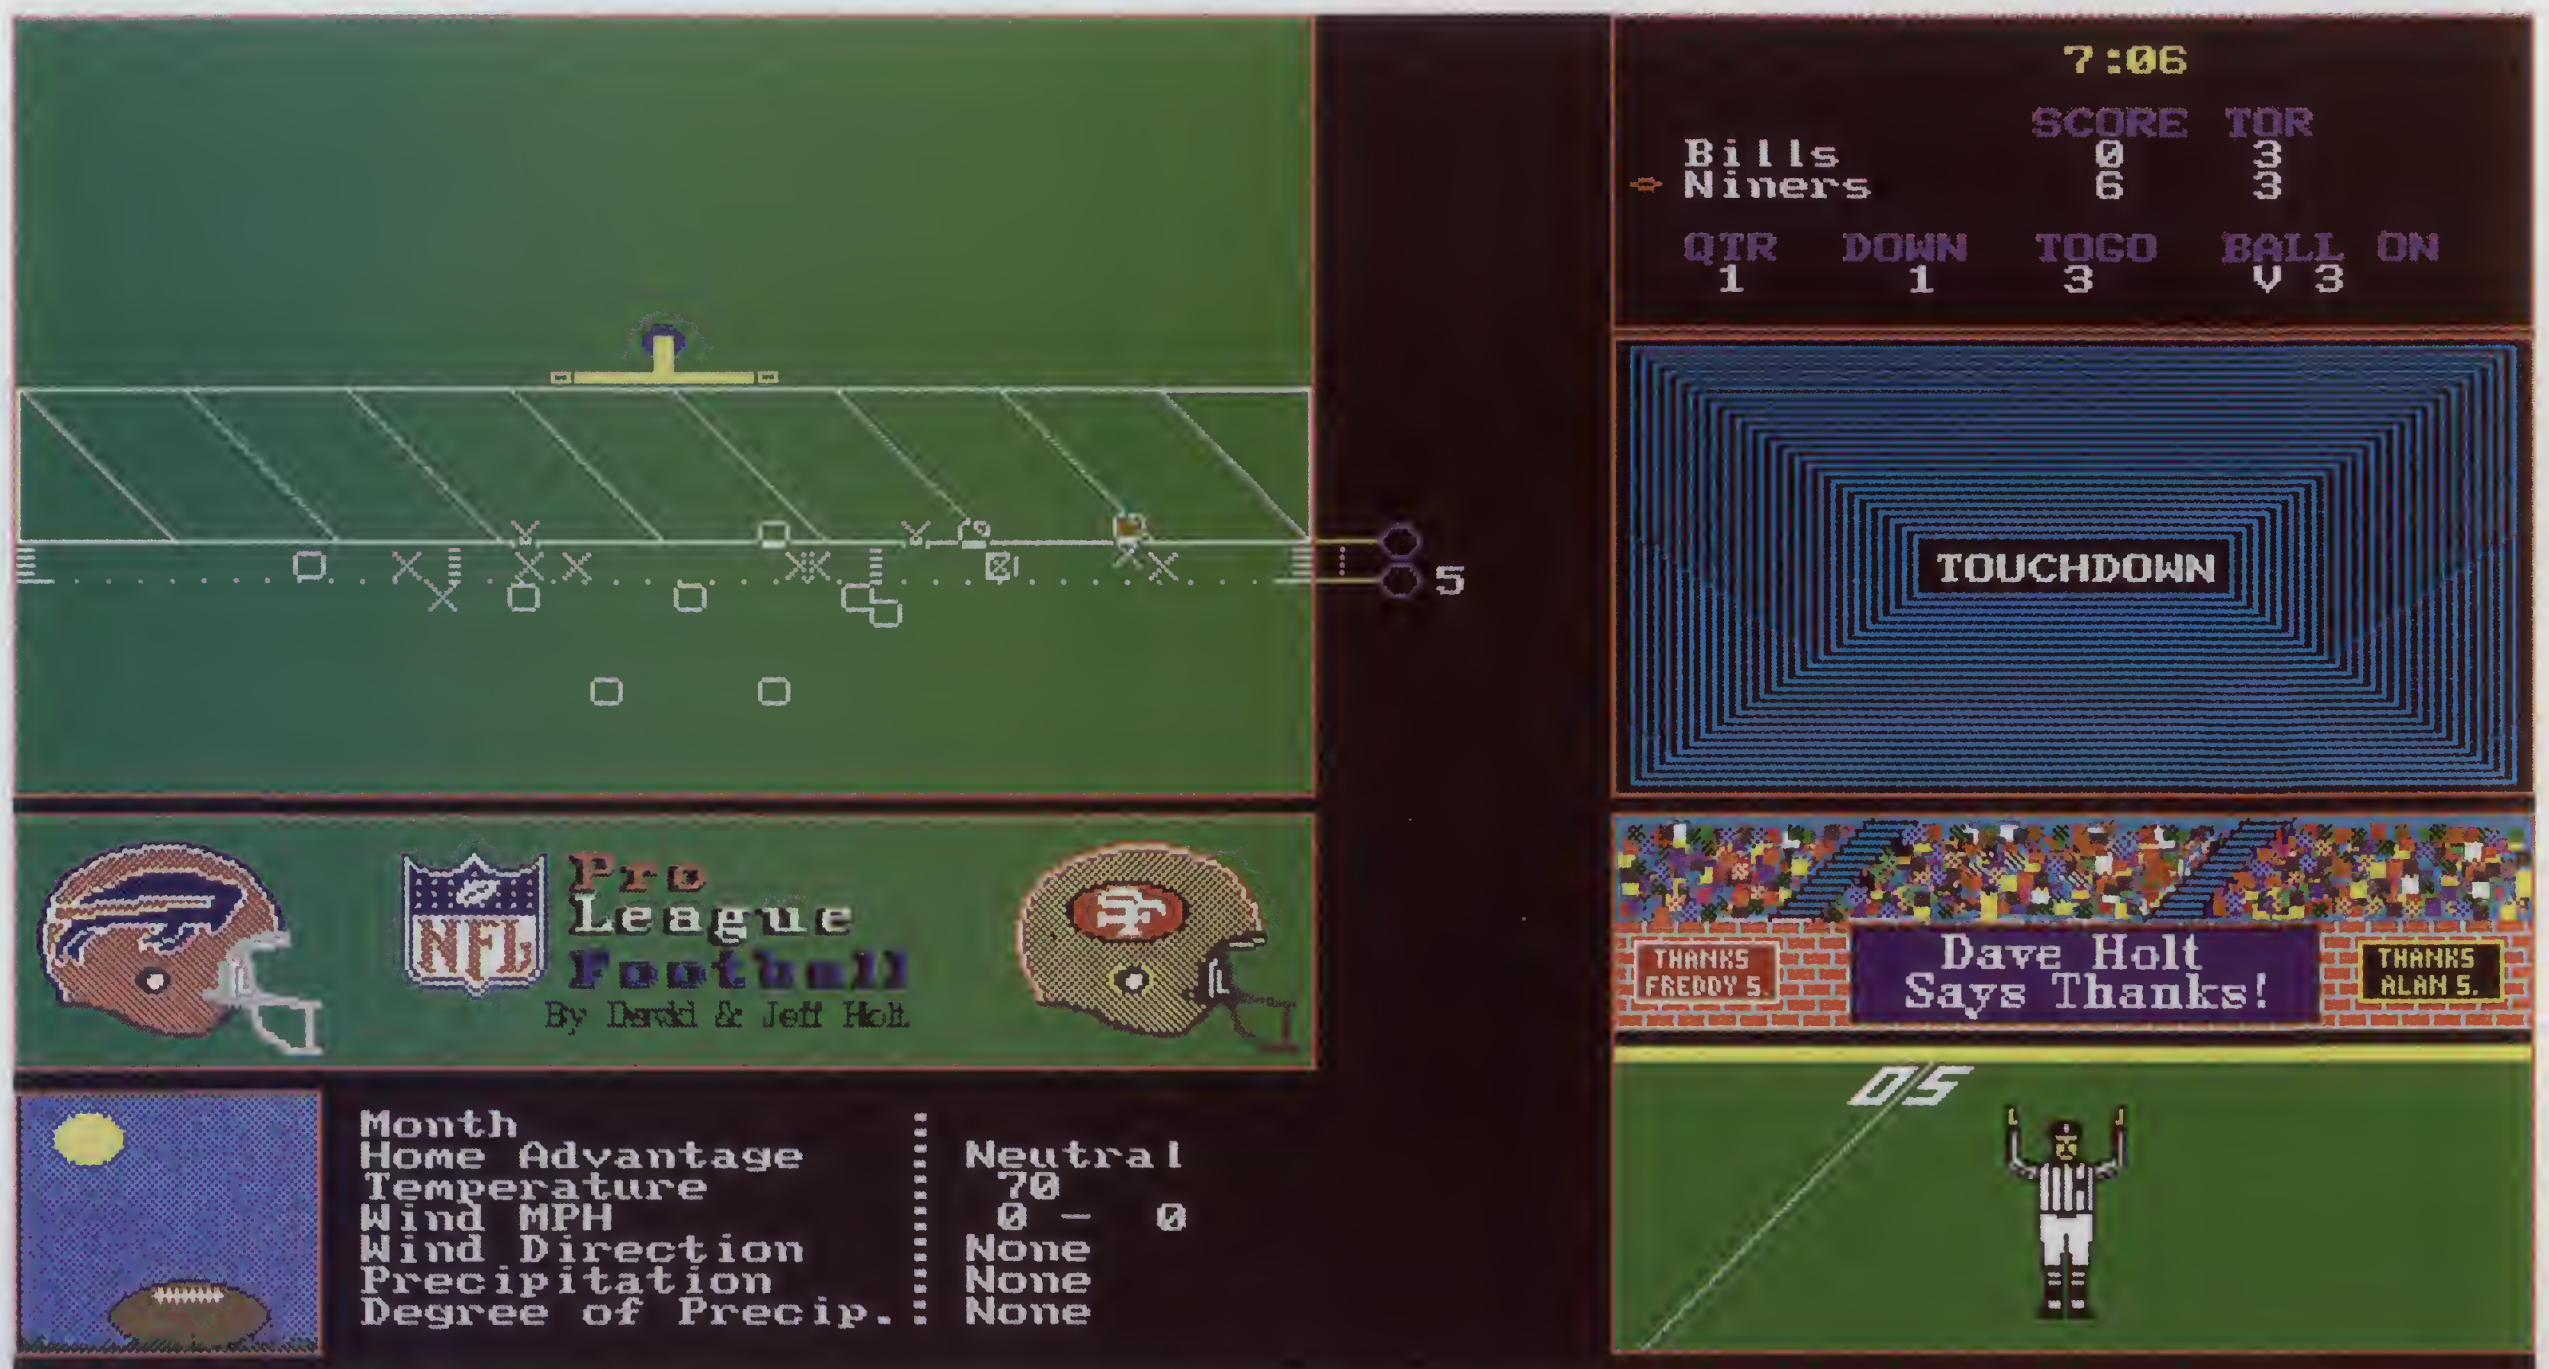 7:06
SCORE TOR
Bills 0 3
Niners 6 3
QTR DOWN TOGO BALL ON
1 1 3 V 3
5
TOUCHDOWN
NFL
Pro
League
Football
By David & Jeff Holt
SF
THANKS
FREDDY S.
Dave Holt
Says Thanks!
THANKS
ALAN S.
05
Month :
Home Advantage : Neutral
Temperature : 70
Wind MPH : 0 - 0
Wind Direction : None
Precipitation : None
Degree of Precip. : None